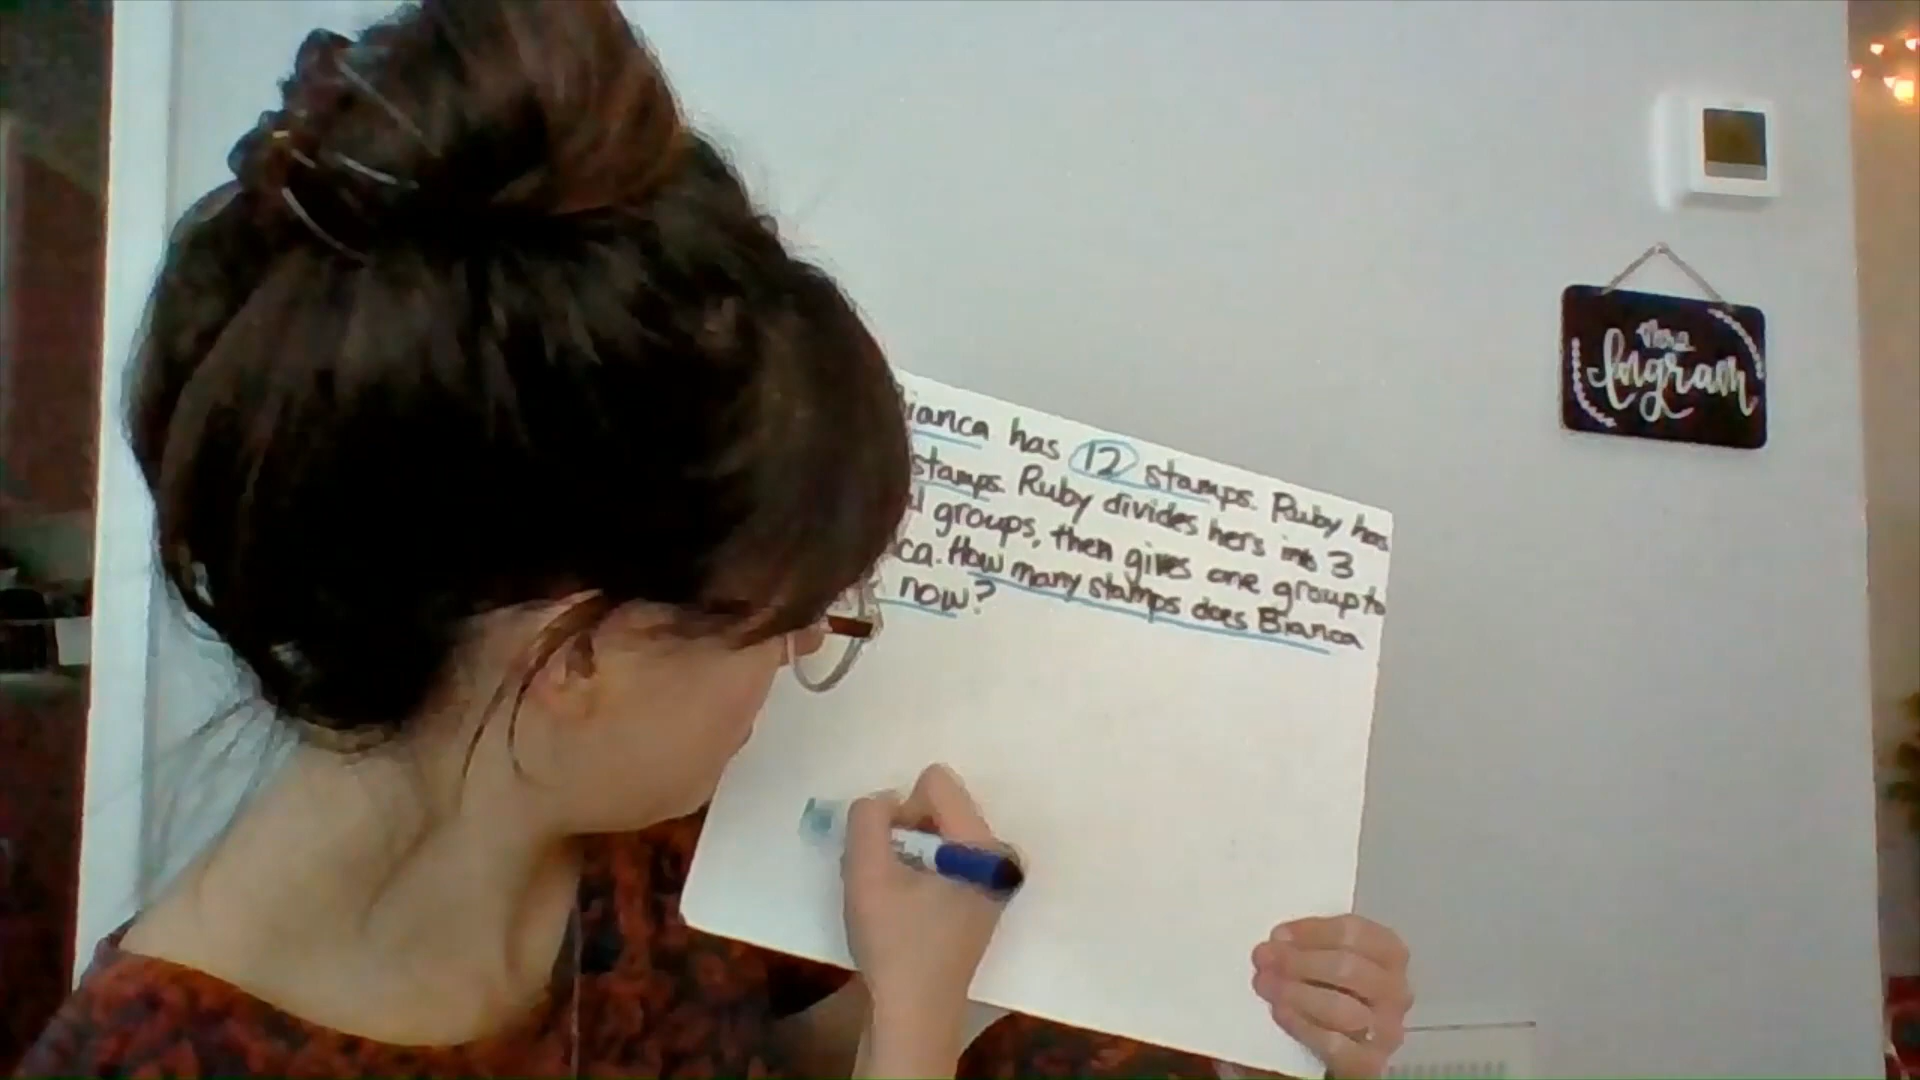 ianca has 12 stamps. Ruby has
stamps. Ruby divides hers into 3
groups, then gives one group to
ca. How many stamps does Bianca
now?
Mrs.
Ingram